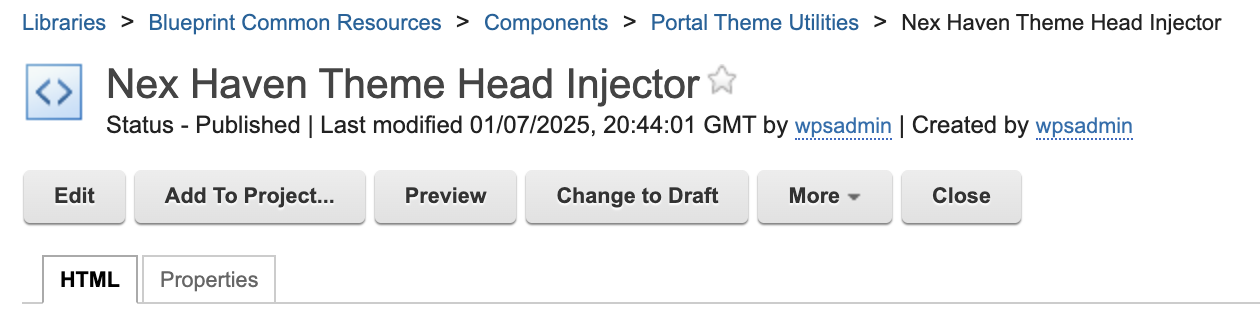 Libraries > Blueprint Common Resources > Components > Portal Theme Utilities > Nex Haven Theme Head Injector
Nex Haven Theme Head Injector
Status - Published | Last modified 01/07/2025, 20:44:01 GMT by wpsadmin | Created by wpsadmin
Edit Add To Project... Preview Change to Draft More Close
HTML Properties